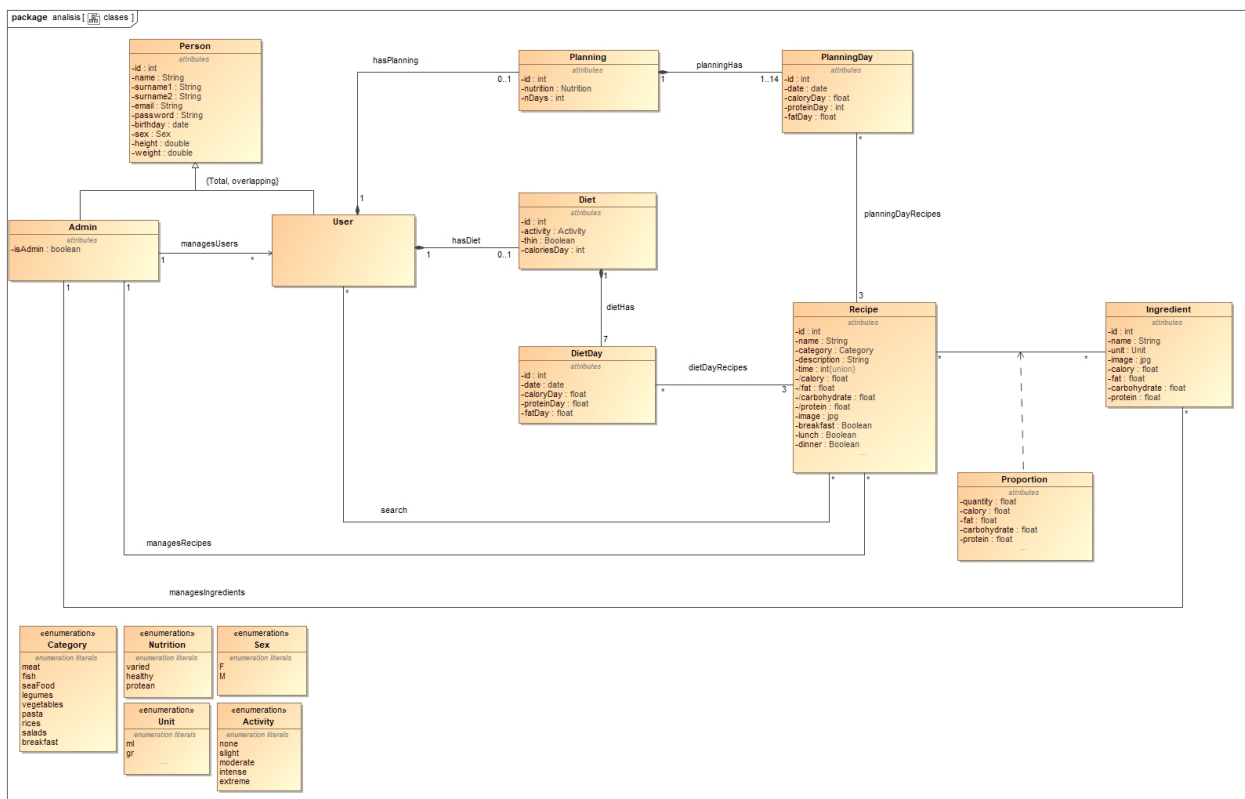 package analisis [ clases ]
Person
attributes
-id : int
-name : String
-surname1 : String
-surname2 : String
-email : String
-password : String
-birthday : date
-sex : Sex
-height : double
-weight : double
{Total, overlapping}
Admin
attributes
-isAdmin : boolean
managesUsers
1
*
1
1
User
1
hasPlanning
0..1
Planning
attributes
-id : int
-nutrition : Nutrition
-nDays : int
1
planningHas
1..14
PlanningDay
attributes
-id : int
-date : date
-caloryDay : float
-proteinDay : int
-fatDay : float
*
planningDayRecipes
3
1
hasDiet
0..1
Diet
attributes
-id : int
-activity : Activity
-thin : Boolean
-caloriesDay : int
1
dietHas
7
DietDay
attributes
-id : int
-date : date
-caloryDay : float
-proteinDay : float
-fatDay : float
*
dietDayRecipes
3
Recipe
attributes
-id : int
-name : String
-category : Category
-description : String
-time : int{union}
-/calory : float
-/fat : float
-/carbohydrate : float
-/protein : float
-image : jpg
-breakfast : Boolean
-lunch : Boolean
-dinner : Boolean
...
*
*
Ingredient
attributes
-id : int
-name : String
-unit : Unit
-image : jpg
-calory : float
-fat : float
-carbohydrate : float
-protein : float
*
Proportion
attributes
-quantity : float
-calory : float
-fat : float
-carbohydrate : float
-protein : float
...
*
search
*
managesRecipes
*
managesIngredients
«enumeration»
Category
enumeration literals
meat
fish
seaFood
legumes
vegetables
pasta
rices
salads
breakfast
«enumeration»
Nutrition
enumeration literals
varied
healthy
protean
«enumeration»
Sex
enumeration literals
F
M
«enumeration»
Unit
enumeration literals
ml
gr
...
«enumeration»
Activity
enumeration literals
none
slight
moderate
intense
extreme